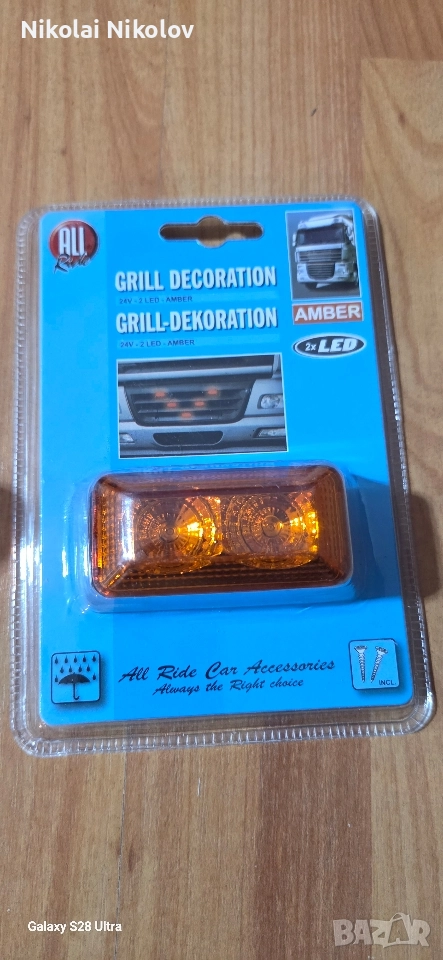 Nikolai Nikolov
ALL
Ride
GRILL DECORATION
24V - 2 LED - AMBER
GRILL-DEKORATION
24V - 2 LED - AMBER
AMBER
2x LED
All Ride Car Accessories
Always the Right choice
INCL.
Galaxy S28 Ultra
BAZAR